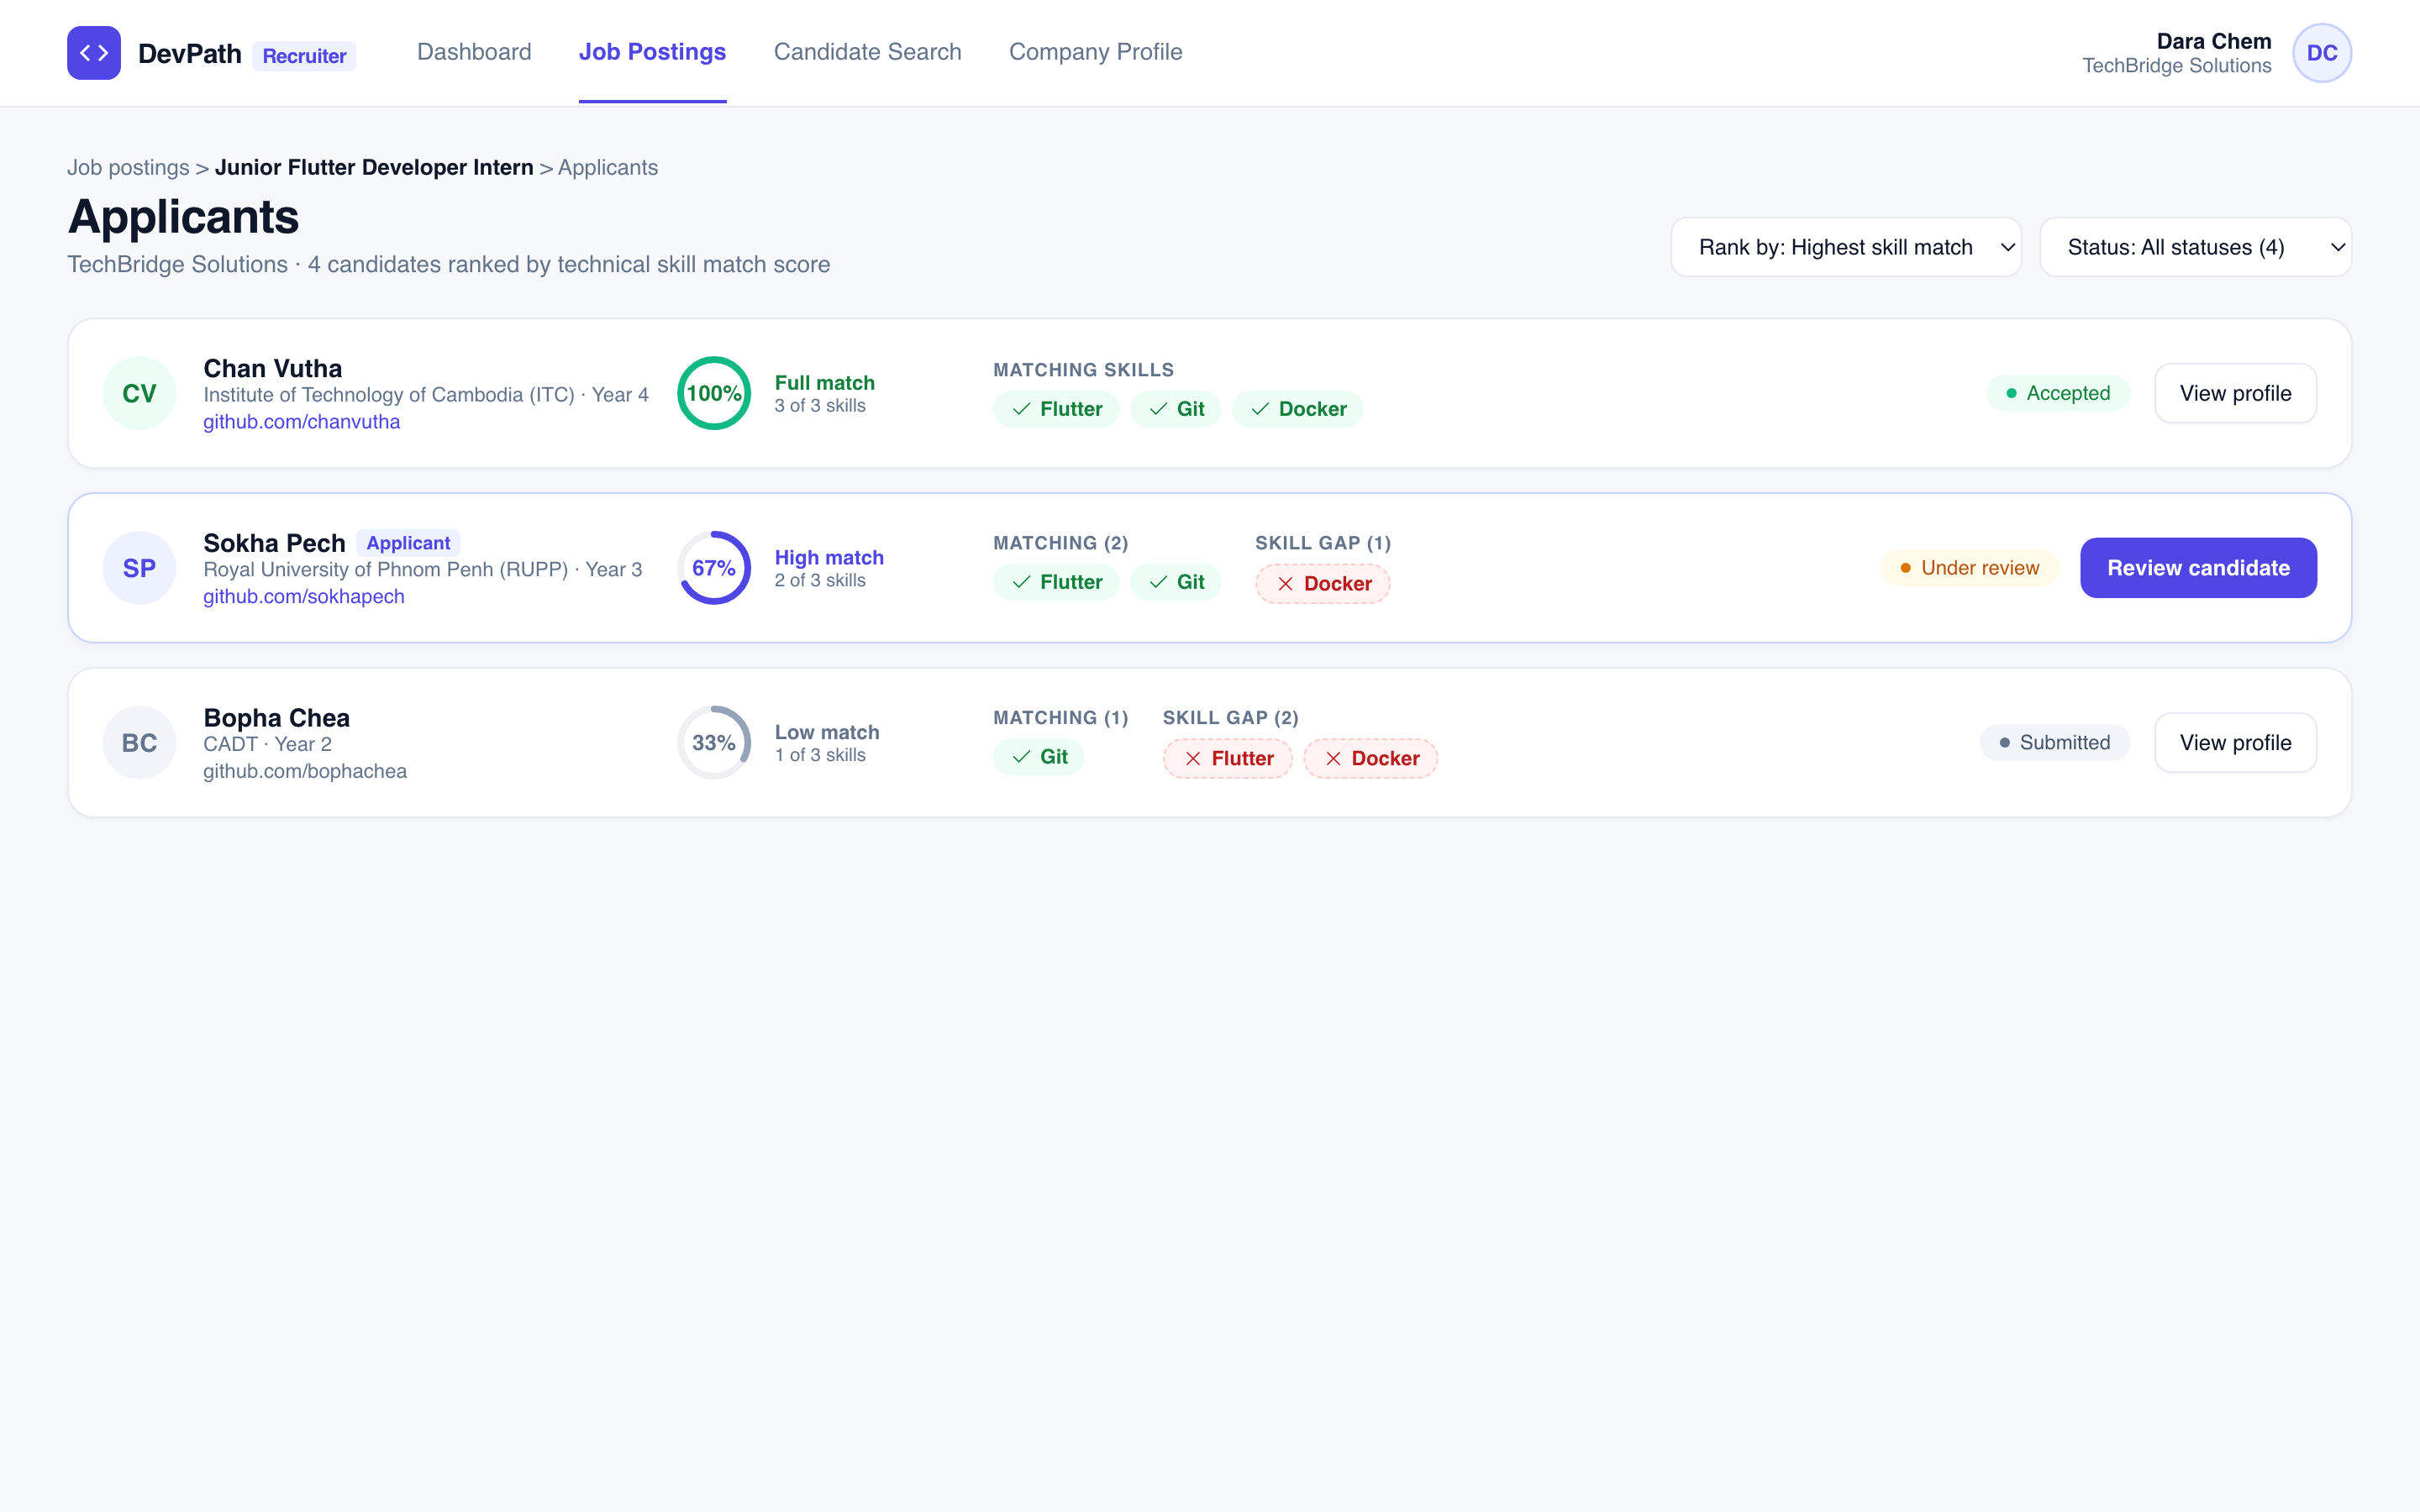 DevPath Recruiter
Dashboard
Job Postings
Candidate Search
Company Profile
Dara Chem
TechBridge Solutions
DC
Job postings > Junior Flutter Developer Intern > Applicants
Applicants
TechBridge Solutions · 4 candidates ranked by technical skill match score
Rank by: Highest skill match
Status: All statuses (4)
CV
Chan Vutha
Institute of Technology of Cambodia (ITC) · Year 4
github.com/chanvutha
100%
Full match
3 of 3 skills
MATCHING SKILLS
Flutter
Git
Docker
Accepted
View profile
SP
Sokha Pech Applicant
Royal University of Phnom Penh (RUPP) · Year 3
github.com/sokhapech
67%
High match
2 of 3 skills
MATCHING (2)
Flutter
Git
SKILL GAP (1)
Docker
Under review
Review candidate
BC
Bopha Chea
CADT · Year 2
github.com/bophachea
33%
Low match
1 of 3 skills
MATCHING (1)
Git
SKILL GAP (2)
Flutter
Docker
Submitted
View profile